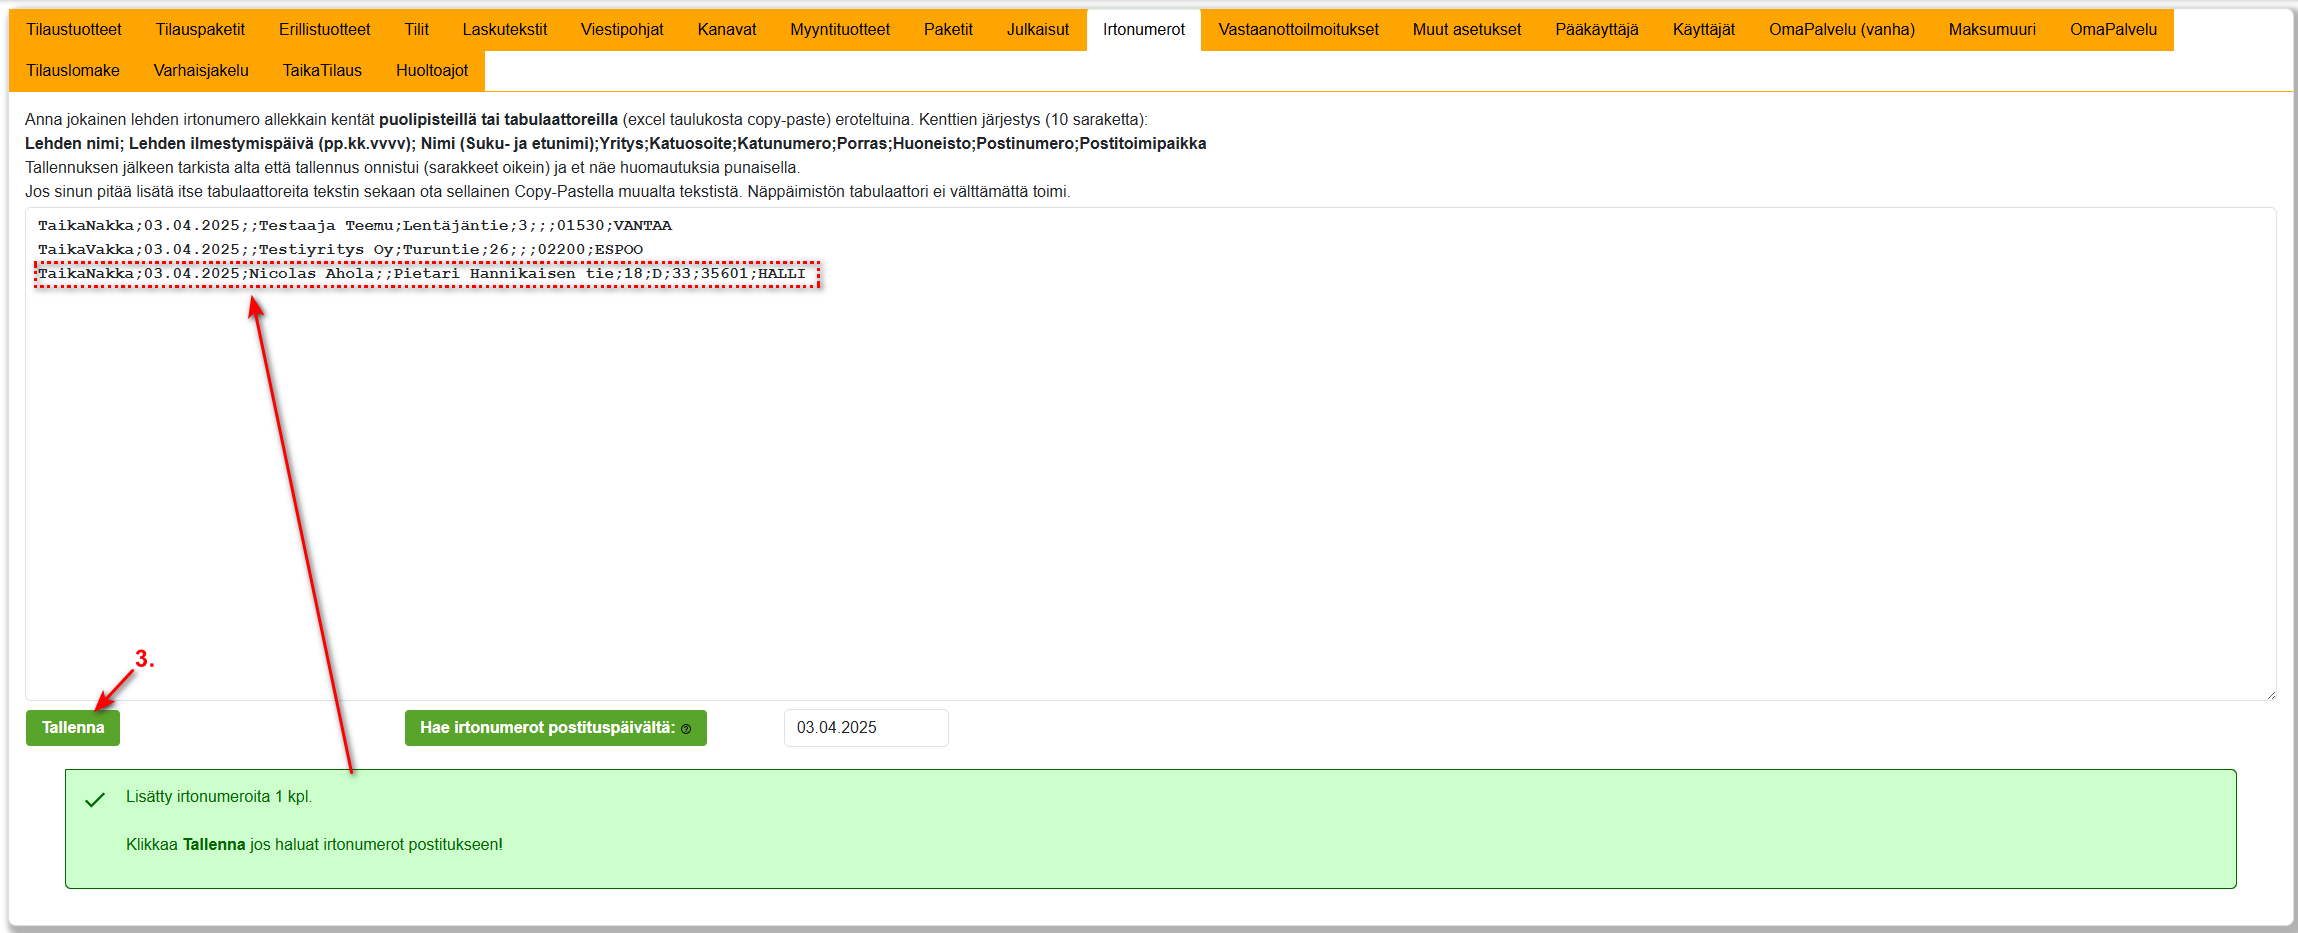 Tilaustuotteet Tilauspaketit Erillistuotteet Tilit Laskutekstit Viestipohjat Kanavat Myyntituotteet Paketit Julkaisut Irtonumerot Vastaanottoilmoitukset Muut asetukset Pääkäyttäjä Käyttäjät OmaPalvelu (vanha) Maksumuuri OmaPalvelu
Tilauslomake Varhaisjakelu TaikaTilaus Huoltoajot
Anna jokainen lehden irtonumero allekkain kentät puolipisteillä tai tabulaattoreilla (excel taulukosta copy-paste) eroteltuina. Kenttien järjestys (10 saraketta):
Lehden nimi; Lehden ilmestymispäivä (pp.kk.vvvv); Nimi (Suku- ja etunimi);Yritys;Katuosoite;Katunumero;Porras;Huoneisto;Postinumero;Postitoimipaikka
Tallennuksen jälkeen tarkista alta että tallennus onnistui (sarakkeet oikein) ja et näe huomautuksia punaisella.
Jos sinun pitää lisätä itse tabulaattoreita tekstin sekaan ota sellainen Copy-Pastella muualta tekstistä. Näppäimistön tabulaattori ei välttämättä toimi.
TaikaNakka;03.04.2025;;Testaaja Teemu;Lentäjäntie;3;;;01530;VANTAA
TaikaVakka;03.04.2025;;Testiyritys Oy;Turuntie;26;;;02200;ESPOO
TaikaNakka;03.04.2025;Nicolas Ahola;;Pietari Hannikaisen tie;18;D;33;35601;HALLI
3.
Tallenna Hae irtonumerot postituspäivältä: 03.04.2025
Lisätty irtonumeroita 1 kpl.
Klikkaa Tallenna jos haluat irtonumerot postitukseen!